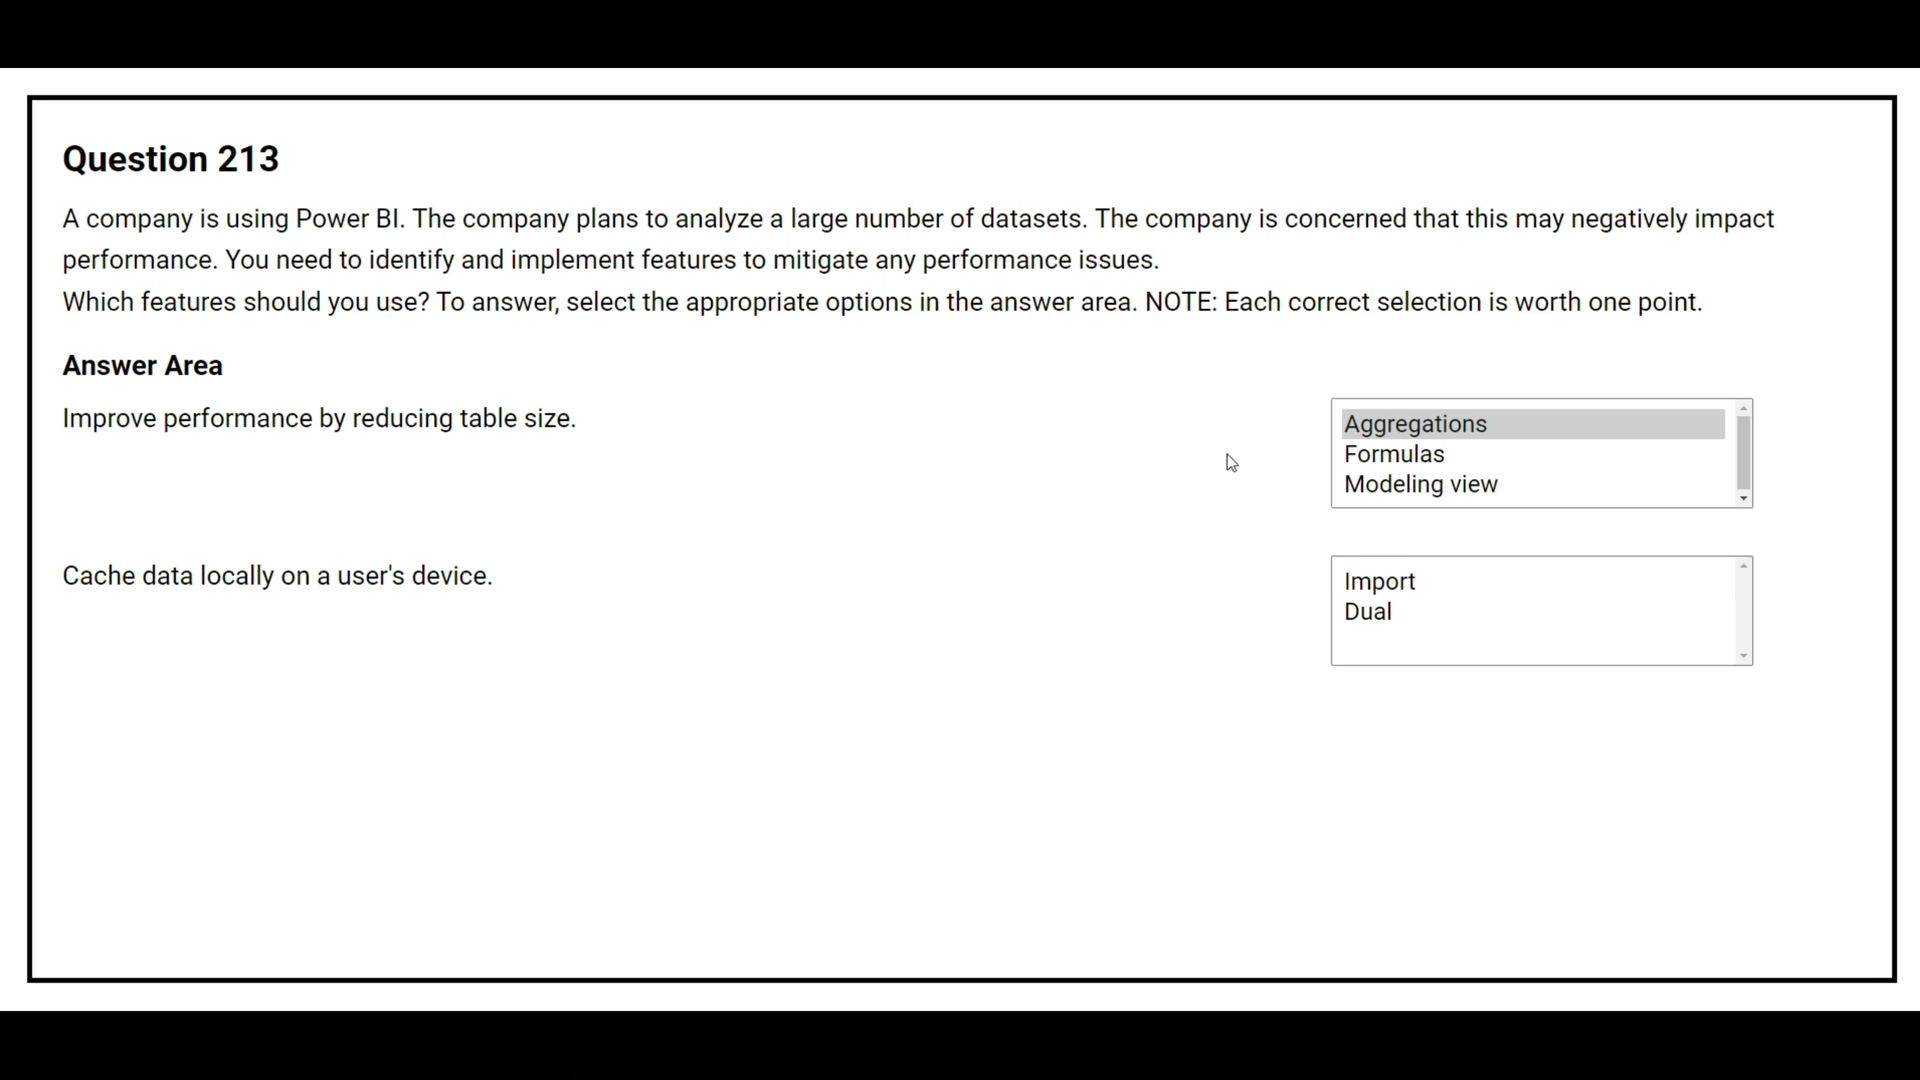 Question 213
A company is using Power BI. The company plans to analyze a large number of datasets. The company is concerned that this may negatively impact
performance. You need to identify and implement features to mitigate any performance issues.
Which features should you use? To answer, select the appropriate options in the answer area. NOTE: Each correct selection is worth one point.
Answer Area
Improve performance by reducing table size.
Aggregations
Formulas
Modeling view
Cache data locally on a user's device.
Import
Dual